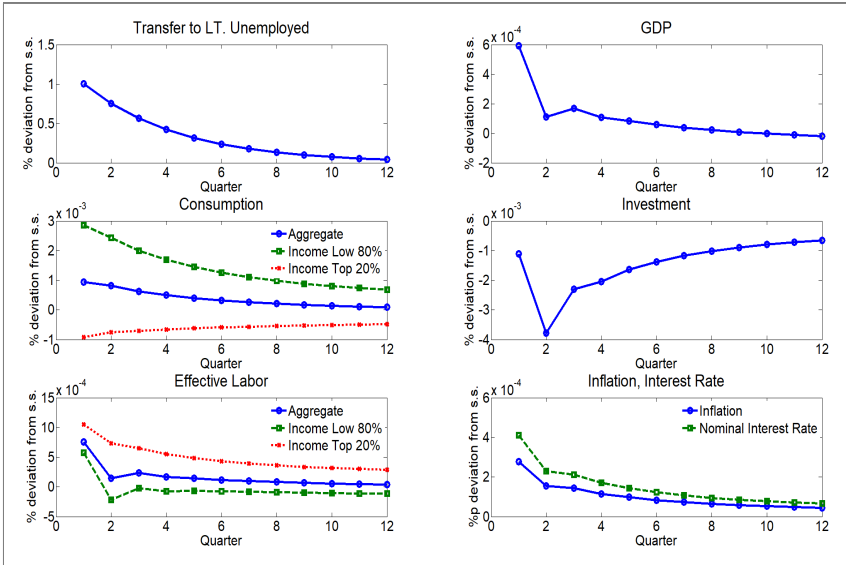 Transfer to LT. Unemployed
% deviation from s.s.
1.5
1
0.5
0
0 2 4 6 8 10 12
Quarter
GDP
x 10^-4
% deviation from s.s.
6
4
2
0
-2
0 2 4 6 8 10 12
Quarter
Consumption
x 10^-3
% deviation from s.s.
3
2
1
0
-1
Aggregate
Income Low 80%
Income Top 20%
0 2 4 6 8 10 12
Quarter
Investment
x 10^-3
% deviation from s.s.
0
-1
-2
-3
-4
0 2 4 6 8 10 12
Quarter
Effective Labor
x 10^-4
% deviation from s.s.
15
10
5
0
-5
Aggregate
Income Low 80%
Income Top 20%
0 2 4 6 8 10 12
Quarter
Inflation, Interest Rate
x 10^-4
%p deviation from s.s.
6
4
2
0
Inflation
Nominal Interest Rate
0 2 4 6 8 10 12
Quarter